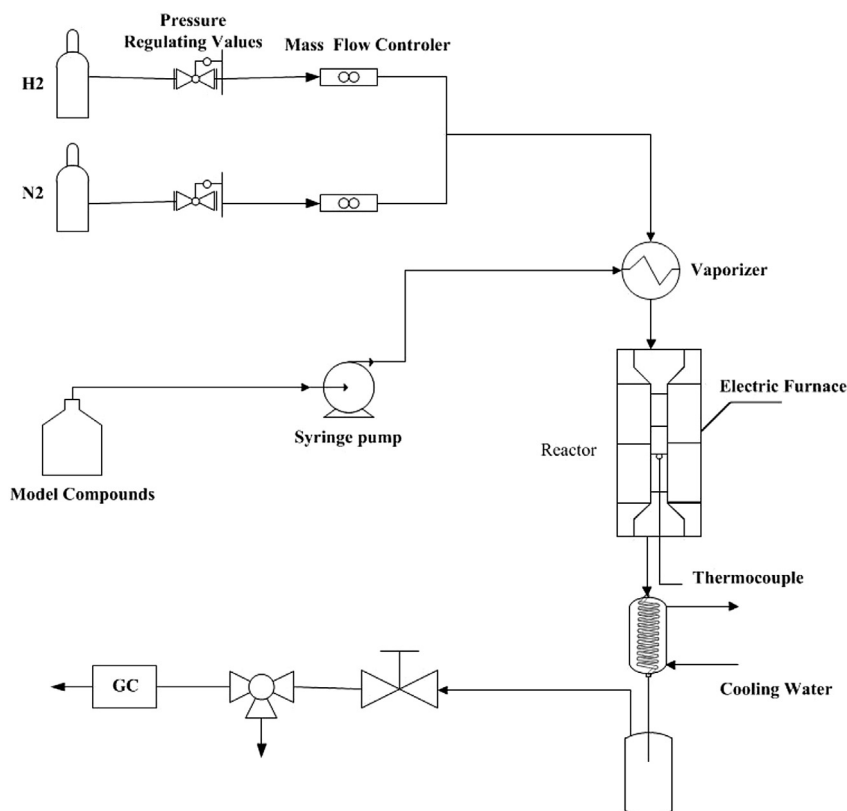 Pressure
Regulating Values
Mass Flow Controler
H2
N2
Vaporizer
Electric Furnace
Syringe pump
Reactor
Model Compounds
Thermocouple
GC
Cooling Water